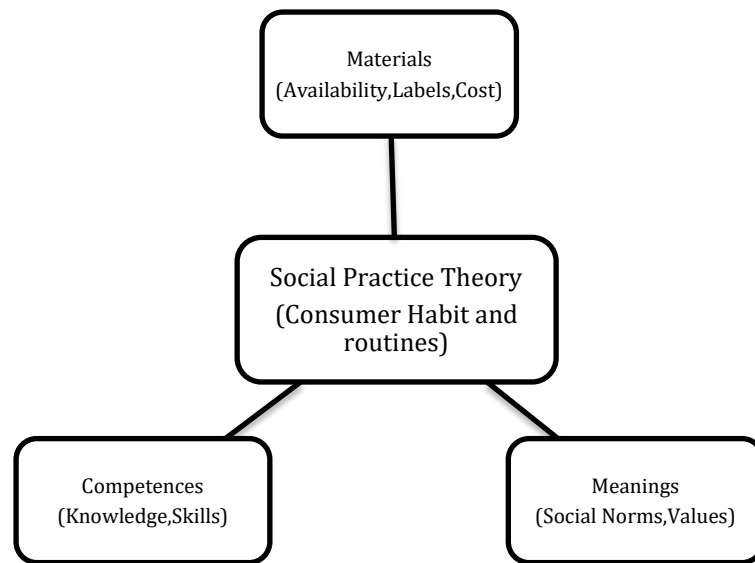 Materials
(Availability,Labels,Cost)
Social Practice Theory
(Consumer Habit and
routines)
Competences
(Knowledge,Skills)
Meanings
(Social Norms,Values)